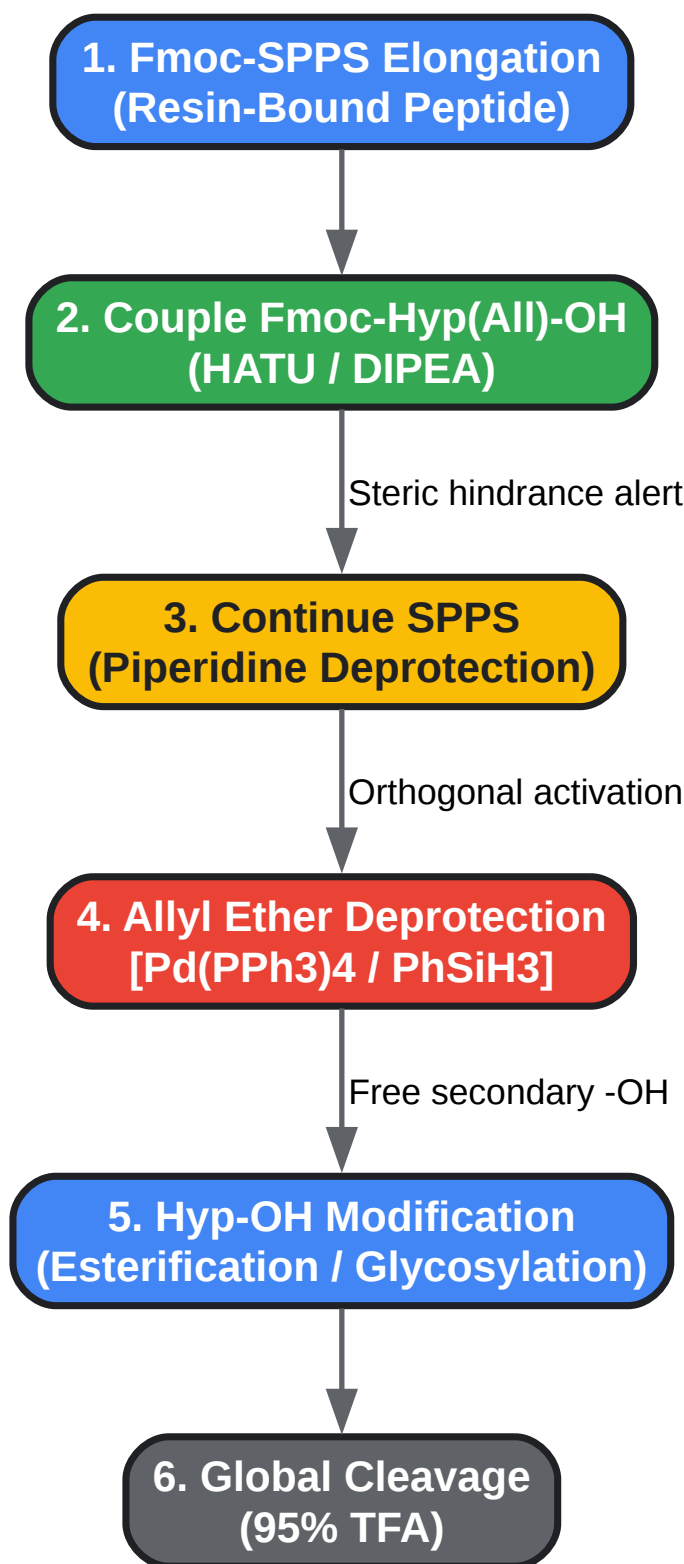 1. Fmoc-SPPS Elongation
(Resin-Bound Peptide)
2. Couple Fmoc-Hyp(All)-OH
(HATU / DIPEA)
Steric hindrance alert
3. Continue SPPS
(Piperidine Deprotection)
Orthogonal activation
4. Allyl Ether Deprotection
[Pd(PPh3)4 / PhSiH3]
Free secondary -OH
5. Hyp-OH Modification
(Esterification / Glycosylation)
6. Global Cleavage
(95% TFA)